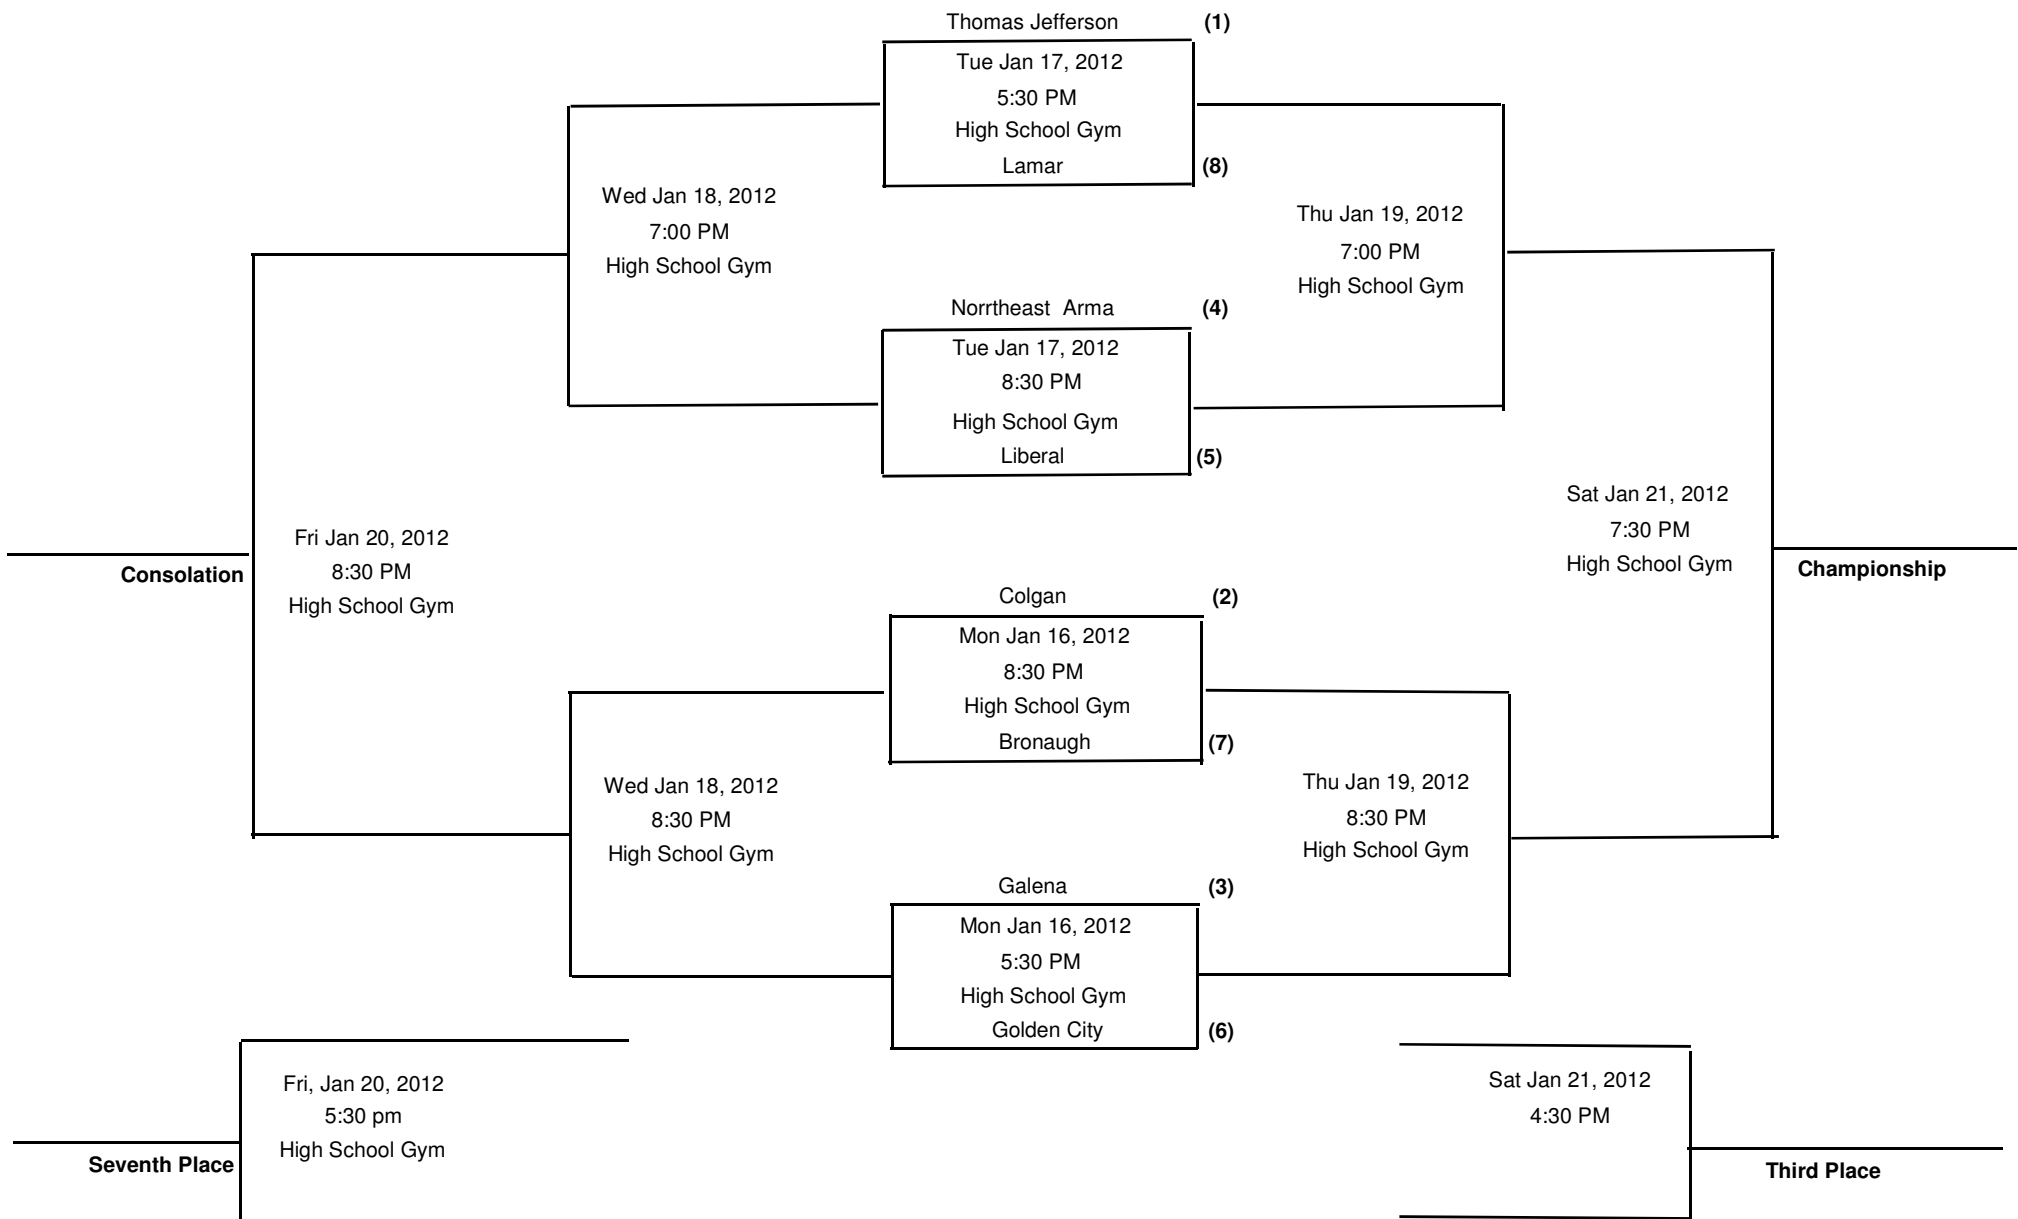 Thomas Jefferson (1)
Tue Jan 17, 2012
5:30 PM
High School Gym
Lamar (8)
Wed Jan 18, 2012
7:00 PM
High School Gym
Thu Jan 19, 2012
7:00 PM
High School Gym
Norrtheast Arma (4)
Tue Jan 17, 2012
8:30 PM
High School Gym
Liberal (5)
Sat Jan 21, 2012
7:30 PM
High School Gym
Championship
Fri Jan 20, 2012
8:30 PM
High School Gym
Consolation
Colgan (2)
Mon Jan 16, 2012
8:30 PM
High School Gym
Bronaugh (7)
Wed Jan 18, 2012
8:30 PM
High School Gym
Thu Jan 19, 2012
8:30 PM
High School Gym
Galena (3)
Mon Jan 16, 2012
5:30 PM
High School Gym
Golden City (6)
Fri, Jan 20, 2012
5:30 pm
High School Gym
Seventh Place
Sat Jan 21, 2012
4:30 PM
Third Place